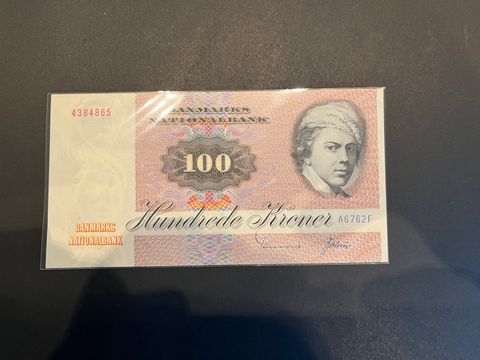 4384865
DANMARKS
NATIONALBANK
100
Hundrede Kroner
A6762F
DANMARKS
NATIONALBANK